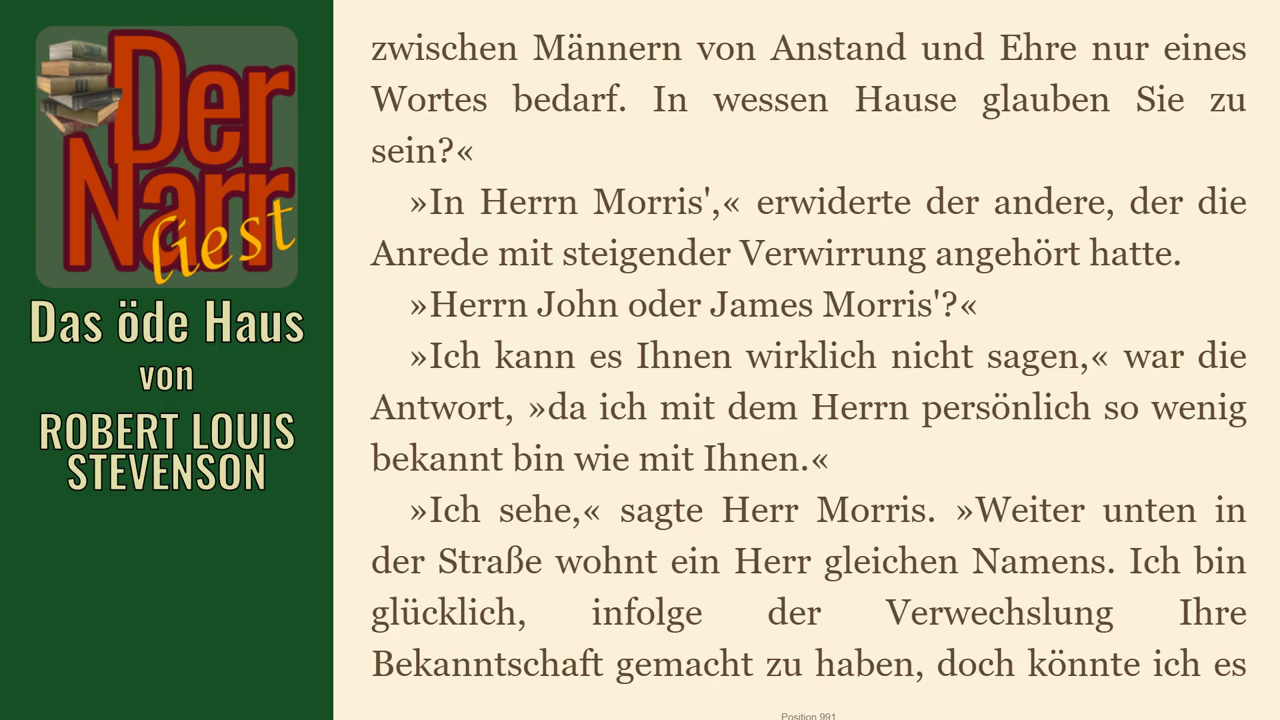 Der
Narr
liest
Das öde Haus
von
ROBERT LOUIS
STEVENSON
zwischen Männern von Anstand und Ehre nur eines
Wortes bedarf. In wessen Hause glauben Sie zu
sein?«
»In Herrn Morris',« erwiderte der andere, der die
Anrede mit steigender Verwirrung angehört hatte.
»Herrn John oder James Morris'?«
»Ich kann es Ihnen wirklich nicht sagen,« war die
Antwort, »da ich mit dem Herrn persönlich so wenig
bekannt bin wie mit Ihnen.«
»Ich sehe,« sagte Herr Morris. »Weiter unten in
der Straße wohnt ein Herr gleichen Namens. Ich bin
glücklich, infolge der Verwechslung Ihre
Bekanntschaft gemacht zu haben, doch könnte ich es
Position 991